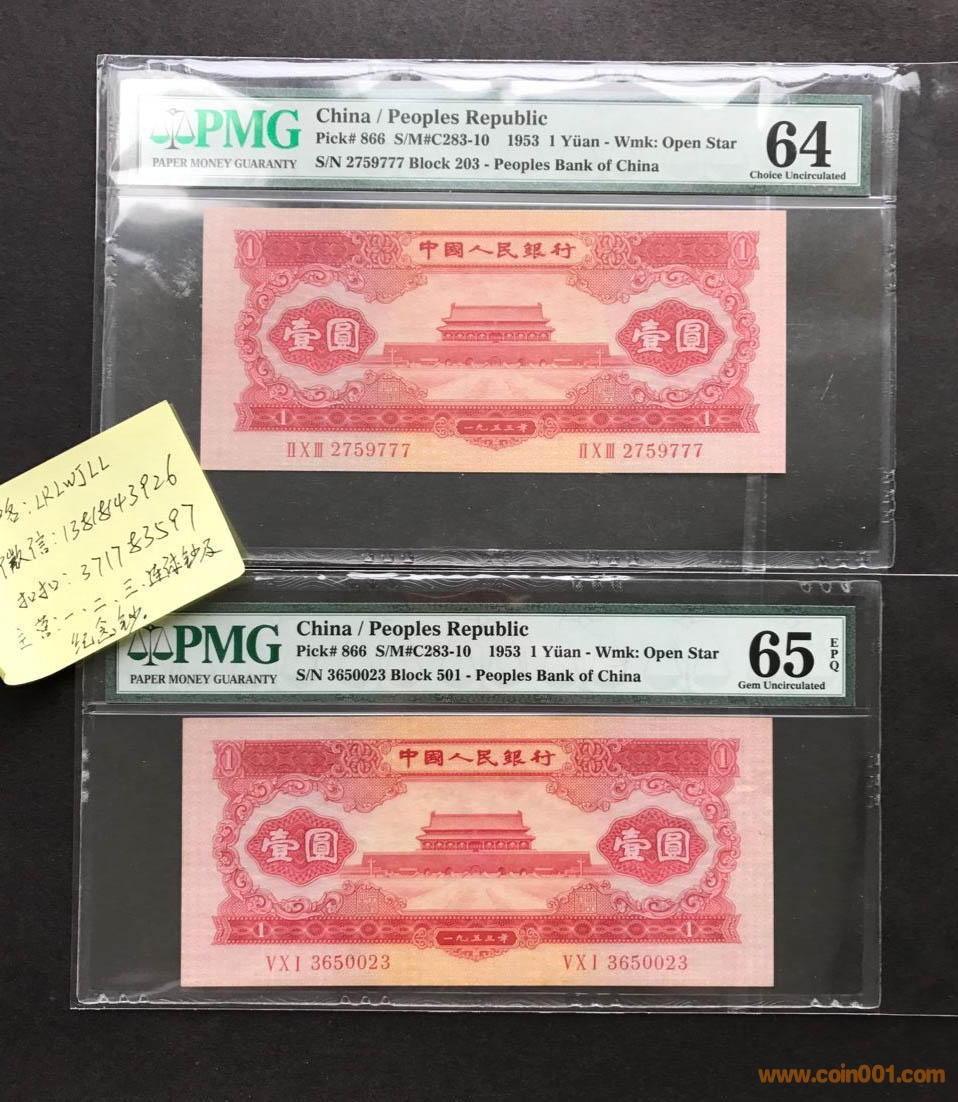 PMG
PAPER MONEY GUARANTY
China / Peoples Republic
Pick# 866 S/M#C283-10 1953 1 Yüan - Wmk: Open Star
S/N 2759777 Block 203 - Peoples Bank of China
64
Choice Uncirculated
1 中國人民銀行 1
壹圓 壹圓
1 一九五三年 1
II X III 2759777 II X III 2759777
名: LRLWJLL
微信: 13818143926
扣扣: 371783597
主营: 一、二、三、连球钞及
纪念钞。
PMG
PAPER MONEY GUARANTY
China / Peoples Republic
Pick# 866 S/M#C283-10 1953 1 Yüan - Wmk: Open Star
S/N 3650023 Block 501 - Peoples Bank of China
65
EPQ
Gem Uncirculated
1 中國人民銀行 1
壹圓 壹圓
1 一九五三年 1
V X I 3650023 V X I 3650023
www.coin001.com